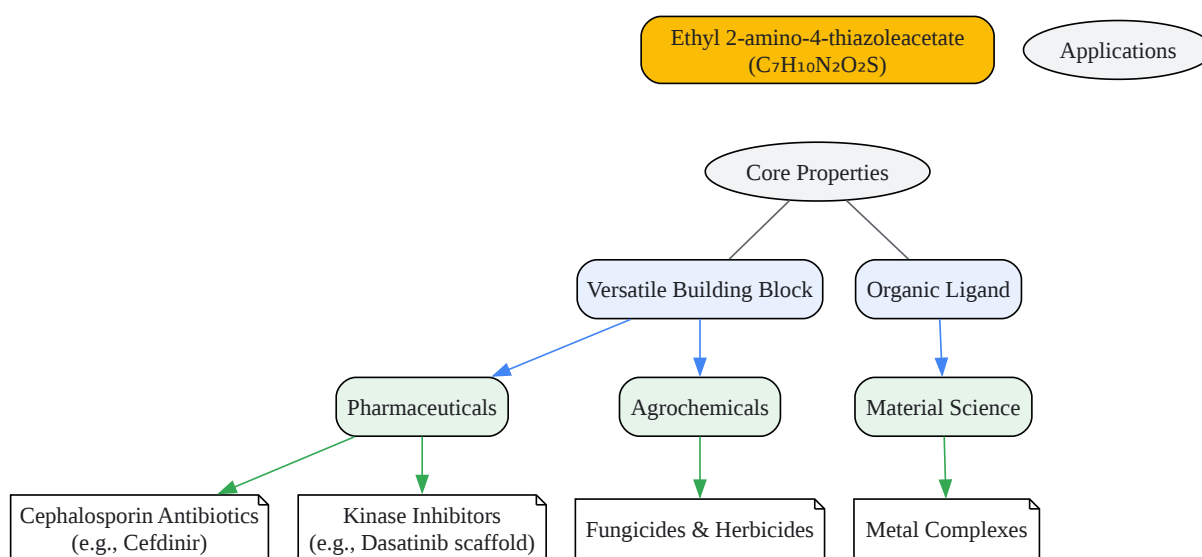 Ethyl 2-amino-4-thiazoleacetate
(C₇H₁₀N₂O₂S)
Applications
Core Properties
Versatile Building Block
Organic Ligand
Pharmaceuticals
Agrochemicals
Material Science
Cephalosporin Antibiotics
(e.g., Cefdinir)
Kinase Inhibitors
(e.g., Dasatinib scaffold)
Fungicides & Herbicides
Metal Complexes